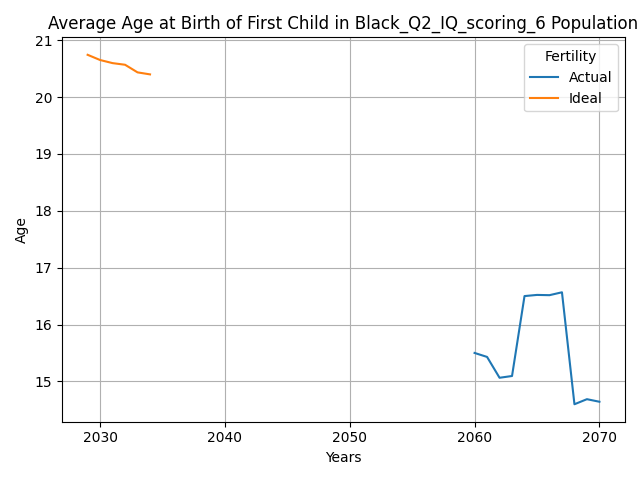 Average Age at Birth of First Child in Black_Q2_IQ_scoring_6 Population
21
20
19
18
17
16
15
Age
Fertility
Actual
Ideal
2030 2040 2050 2060 2070
Years